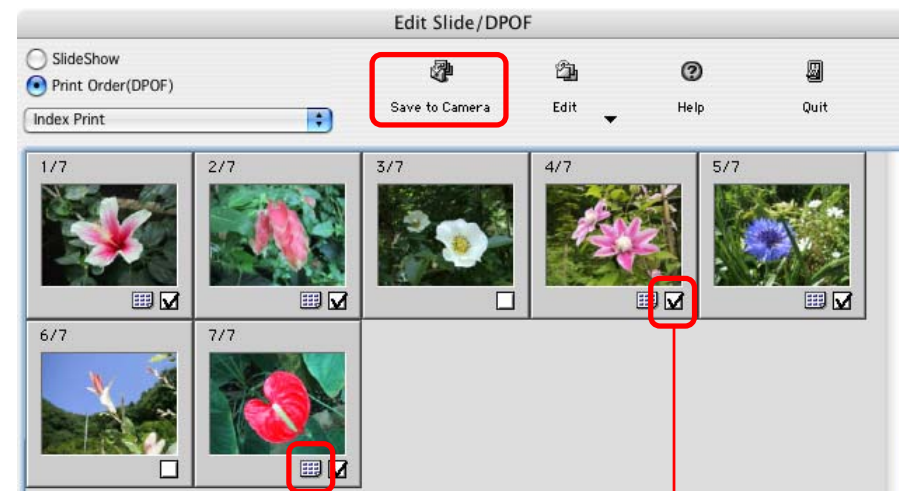 Edit Slide/DPOF
SlideShow
Print Order(DPOF)
Index Print
Save to Camera
Edit
Help
Quit
1/7
2/7
3/7
4/7
5/7
6/7
7/7